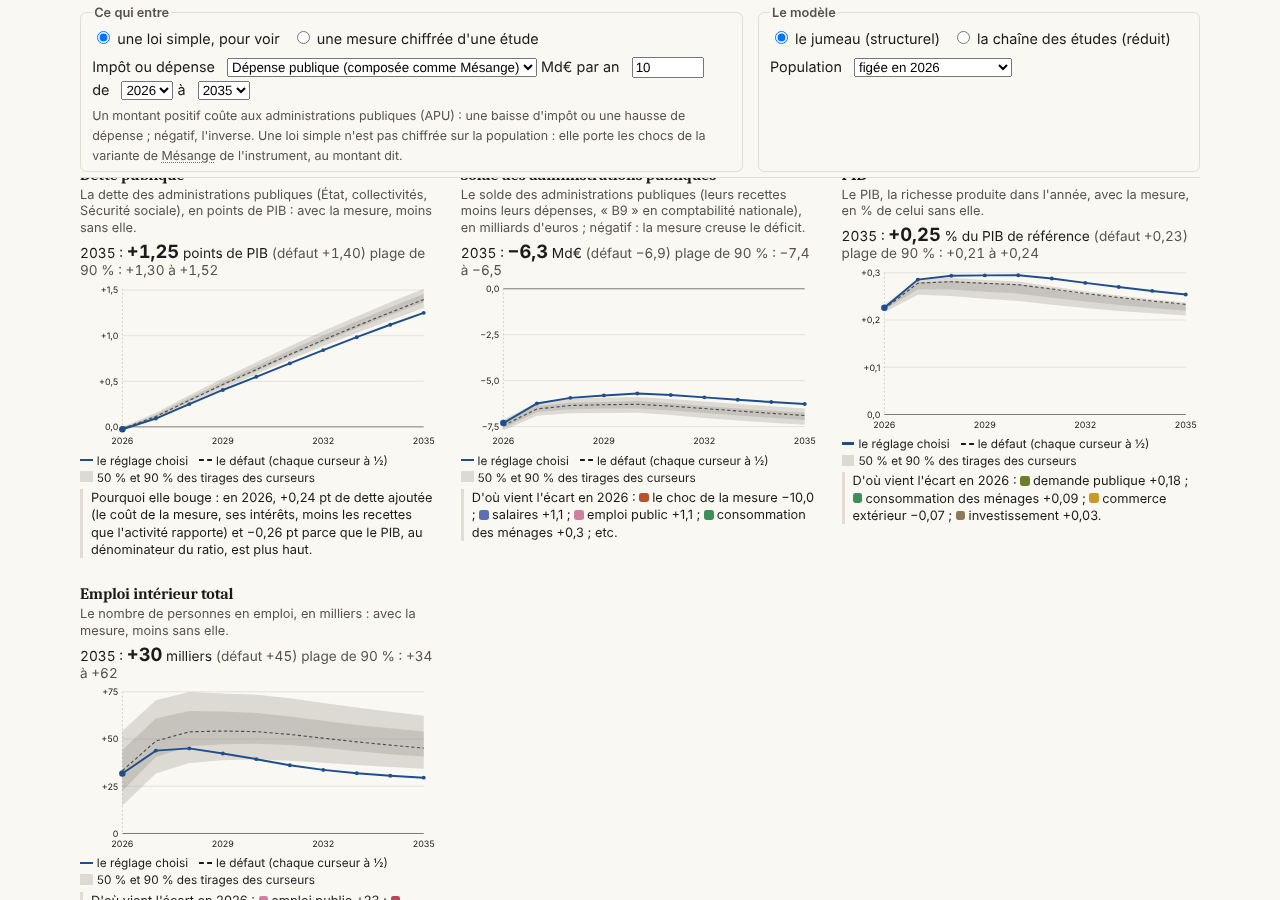 Ce qui entre
une loi simple, pour voir une mesure chiffrée d'une étude
Impôt ou dépense Dépense publique (composée comme Mésange) Md€ par an 10
de 2026 à 2035
Un montant positif coûte aux administrations publiques (APU) : une baisse d'impôt ou une hausse de
dépense ; négatif, l'inverse. Une loi simple n'est pas chiffrée sur la population : elle porte les chocs de la
variante de Mésange de l'instrument, au montant dit.
Le modèle
le jumeau (structurel) la chaîne des études (réduit)
Population figée en 2026
Dette publique
La dette des administrations publiques (État, collectivités,
Sécurité sociale), en points de PIB : avec la mesure, moins
sans elle.
2035 : +1,25 points de PIB (défaut +1,40) plage de
90 % : +1,30 à +1,52
+1,5
+1,0
+0,5
0,0
2026 2029 2032 2035
le réglage choisi le défaut (chaque curseur à ½)
50 % et 90 % des tirages des curseurs
Pourquoi elle bouge : en 2026, +0,24 pt de dette ajoutée
(le coût de la mesure, ses intérêts, moins les recettes
que l'activité rapporte) et −0,26 pt parce que le PIB, au
dénominateur du ratio, est plus haut.
Solde des administrations publiques
Le solde des administrations publiques (leurs recettes
moins leurs dépenses, « B9 » en comptabilité nationale),
en milliards d'euros ; négatif : la mesure creuse le déficit.
2035 : −6,3 Md€ (défaut −6,9) plage de 90 % : −7,4
à −6,5
0,0
−2,5
−5,0
−7,5
2026 2029 2032 2035
le réglage choisi le défaut (chaque curseur à ½)
50 % et 90 % des tirages des curseurs
D'où vient l'écart en 2026 : le choc de la mesure −10,0
; salaires +1,1 ; emploi public +1,1 ; consommation
des ménages +0,3 ; etc.
PIB
Le PIB, la richesse produite dans l'année, avec la mesure,
en % de celui sans elle.
2035 : +0,25 % du PIB de référence (défaut +0,23)
plage de 90 % : +0,21 à +0,24
+0,3
+0,2
+0,1
0,0
2026 2029 2032 2035
le réglage choisi le défaut (chaque curseur à ½)
50 % et 90 % des tirages des curseurs
D'où vient l'écart en 2026 : demande publique +0,18 ;
consommation des ménages +0,09 ; commerce
extérieur −0,07 ; investissement +0,03.
Emploi intérieur total
Le nombre de personnes en emploi, en milliers : avec la
mesure, moins sans elle.
2035 : +30 milliers (défaut +45) plage de 90 % : +34
à +62
+75
+50
+25
0
2026 2029 2032 2035
le réglage choisi le défaut (chaque curseur à ½)
50 % et 90 % des tirages des curseurs
D'où vient l'écart en 2026 : emploi public +23 ;